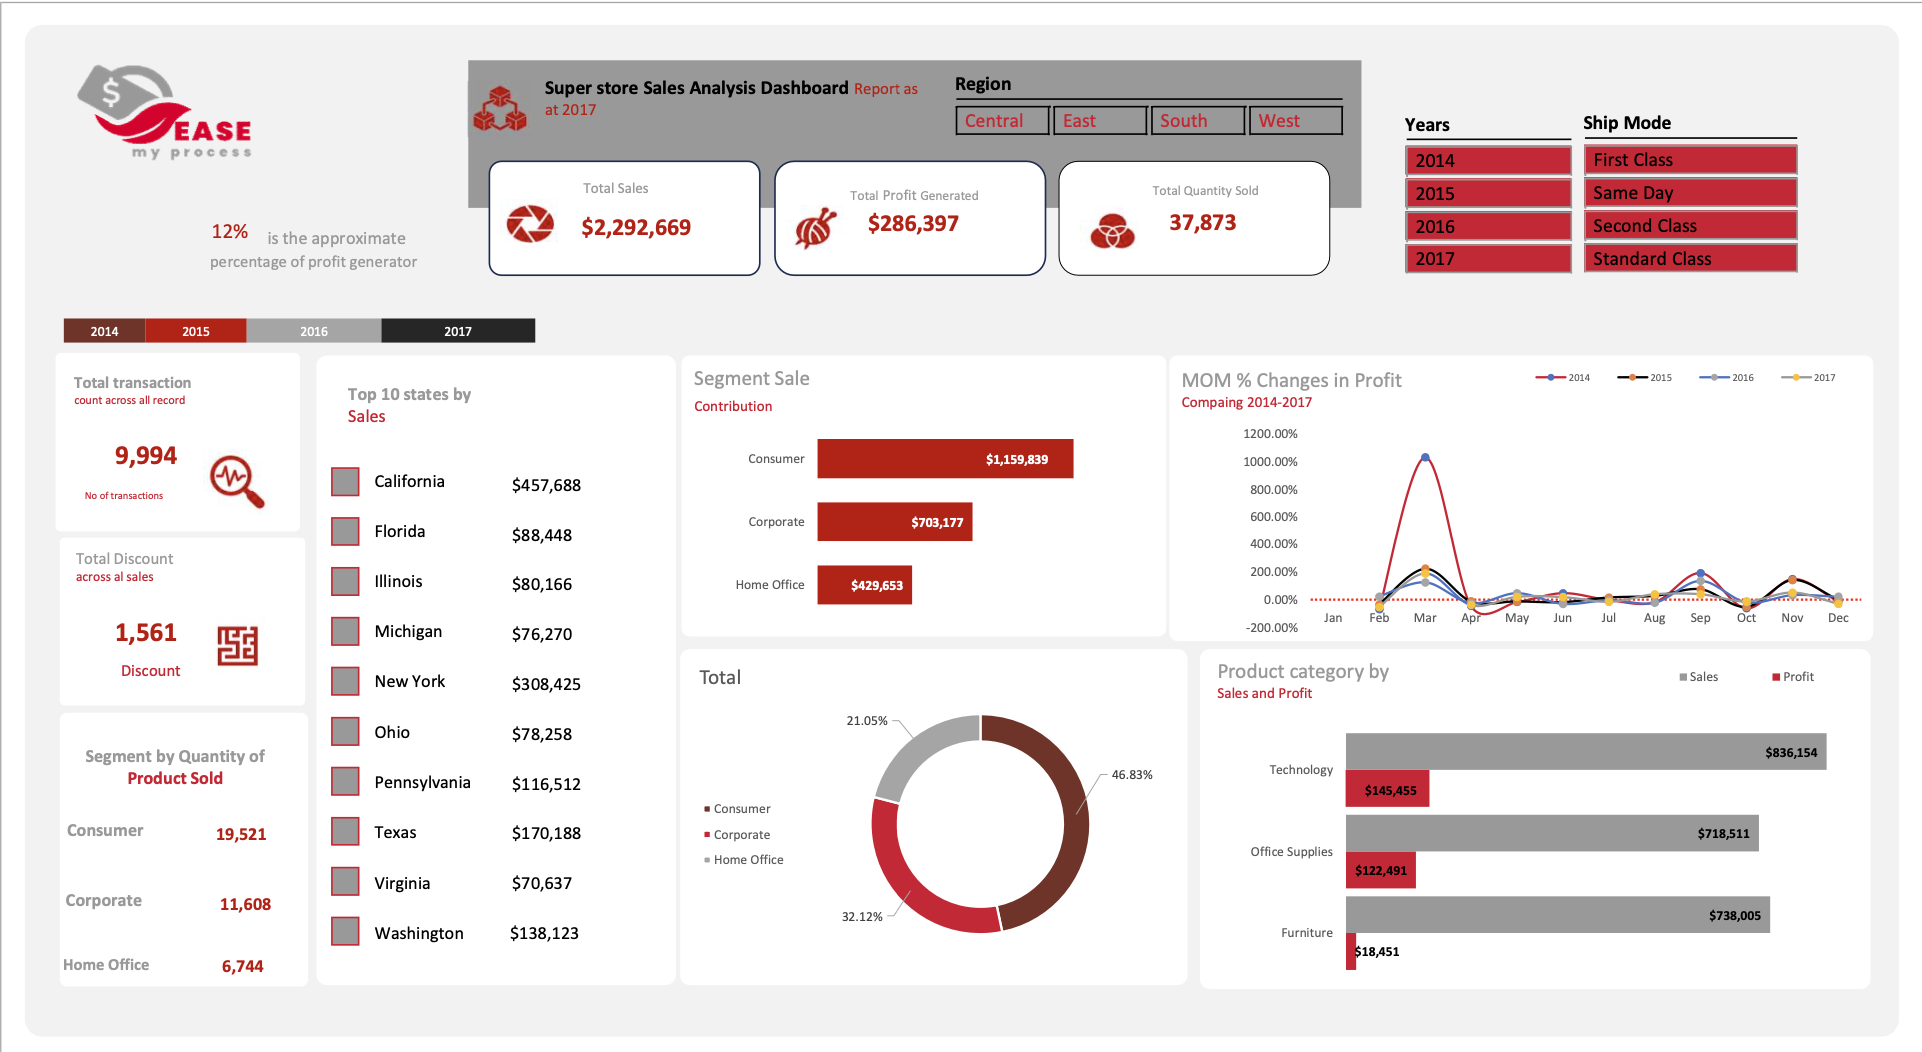 $
EASE
my process
Super store Sales Analysis Dashboard Report as
at 2017
Region
Central East South West
Years
2014
2015
2016
2017
Ship Mode
First Class
Same Day
Second Class
Standard Class
Total Sales
$2,292,669
Total Profit Generated
$286,397
Total Quantity Sold
37,873
12% is the approximate
percentage of profit generator
2014 2015 2016 2017
Total transaction
count across all record
9,994
No of transactions
Total Discount
across al sales
1,561
Discount
Segment by Quantity of
Product Sold
Consumer 19,521
Corporate 11,608
Home Office 6,744
Top 10 states by
Sales
California $457,688
Florida $88,448
Illinois $80,166
Michigan $76,270
New York $308,425
Ohio $78,258
Pennsylvania $116,512
Texas $170,188
Virginia $70,637
Washington $138,123
Segment Sale
Contribution
Consumer $1,159,839
Corporate $703,177
Home Office $429,653
MOM % Changes in Profit
Compaing 2014-2017
2014 2015 2016 2017
1200.00%
1000.00%
800.00%
600.00%
400.00%
200.00%
0.00%
-200.00%
Jan Feb Mar Apr May Jun Jul Aug Sep Oct Nov Dec
Total
21.05%
46.83%
32.12%
Consumer
Corporate
Home Office
Product category by
Sales and Profit
Sales Profit
Technology $836,154
$145,455
Office Supplies $718,511
$122,491
Furniture $738,005
$18,451